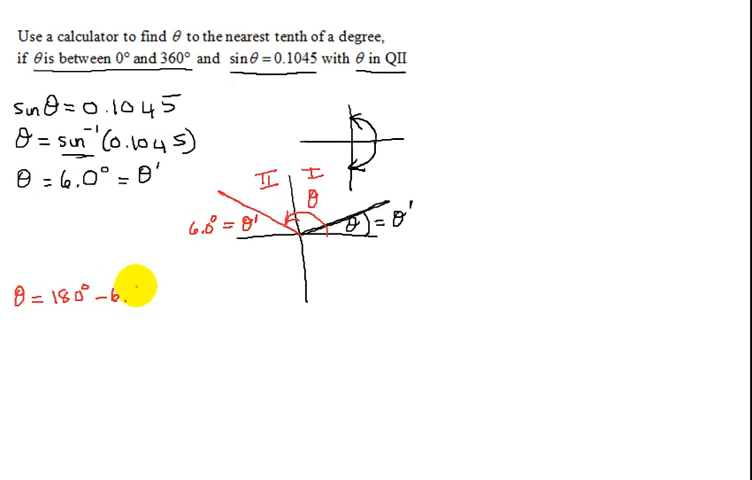 Use a calculator to find θ to the nearest tenth of a degree,
if θ is between 0° and 360° and sin θ = 0.1045 with θ in QII
sin θ = 0.1045
θ = sin⁻¹(0.1045)
θ = 6.0° = θ'
II I
θ
6.0° = θ'
θ = θ'
θ = 180° - 6.